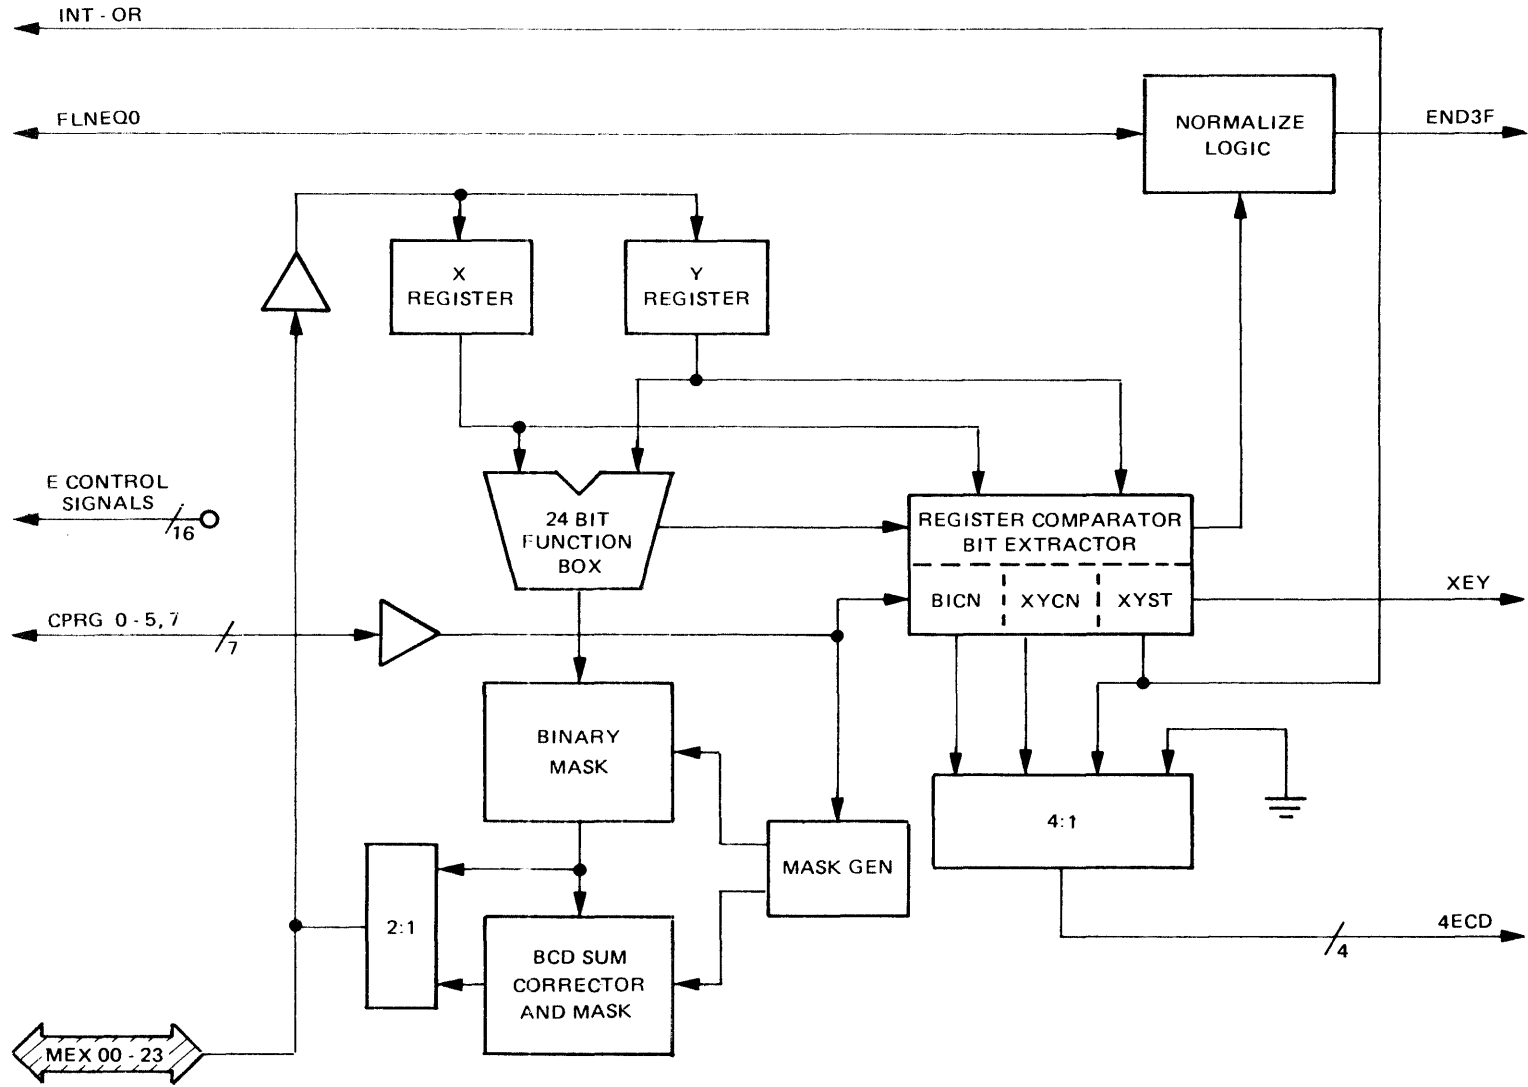 INT - OR
FLNEQ0
NORMALIZE
LOGIC
END3F
X
REGISTER
Y
REGISTER
E CONTROL
SIGNALS
16
24 BIT
FUNCTION
BOX
REGISTER COMPARATOR
BIT EXTRACTOR
BICN
XYCN
XYST
XEY
CPRG 0 - 5, 7
7
BINARY
MASK
4:1
MASK GEN
2:1
BCD SUM
CORRECTOR
AND MASK
4ECD
4
MEX 00 - 23